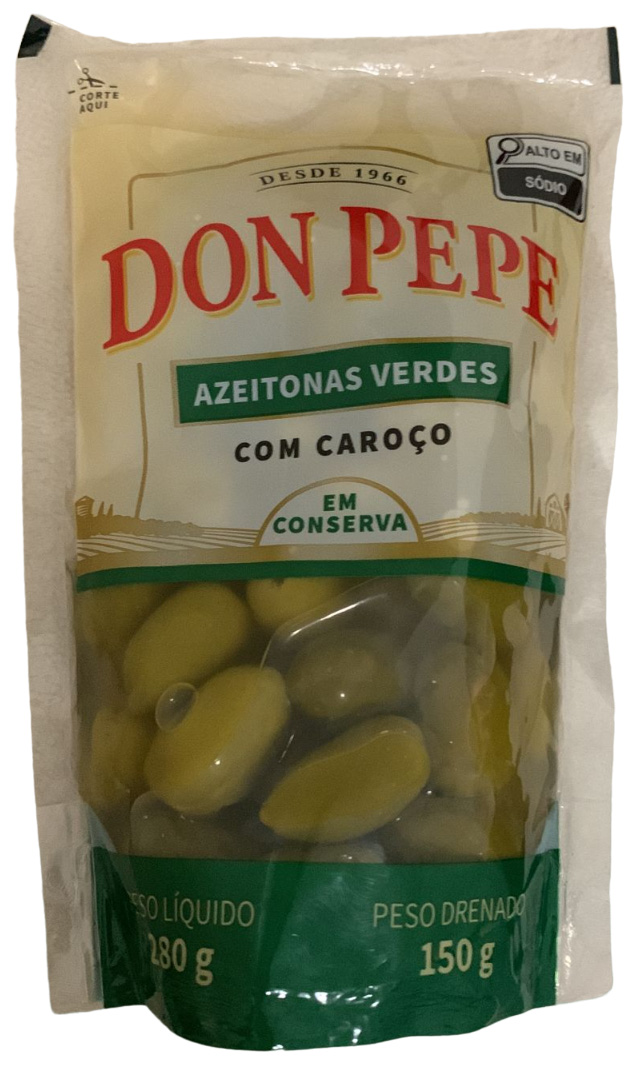 CORTE
AQUI
ALTO EM
SÓDIO
DESDE 1966
DON PEPE
AZEITONAS VERDES
COM CAROÇO
EM
CONSERVA
PESO LÍQUIDO PESO DRENADO
280 g 150 g